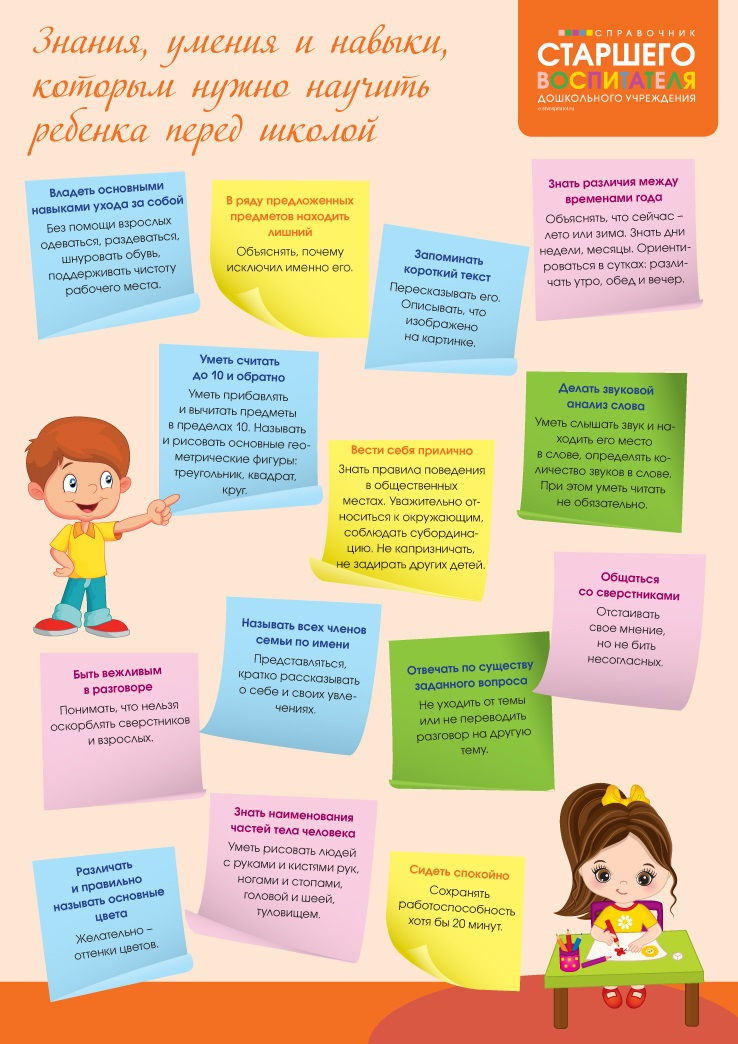 Знания, умения и навыки,
которым нужно научить
ребенка перед школой
СПРАВОЧНИК
СТАРШЕГО
ВОСПИТАТЕЛЯ
ДОШКОЛЬНОГО УЧРЕЖДЕНИЯ
Владеть основными
навыками ухода за собой
Без помощи взрослых
одеваться, раздеваться,
шнуровать обувь,
поддерживать чистоту
рабочего места.
В ряду предложенных
предметов находить
лишний
Объяснять, почему
исключил именно его.
Запоминать
короткий текст
Пересказывать его.
Описывать, что
изображено
на картинке.
Знать различия между
временами года
Объяснять, что сейчас –
лето или зима. Знать дни
недели, месяцы. Ориенти-
роваться в сутках: разли-
чать утро, обед и вечер.
Уметь считать
до 10 и обратно
Уметь прибавлять
и вычитать предметы
в пределах 10. Называть
и рисовать основные гео-
метрические фигуры:
треугольник, квадрат,
круг.
Вести себя прилично
Знать правила поведения
в общественных
местах. Уважительно от-
носиться к окружающим,
соблюдать субордина-
цию. Не капризничать,
не задирать других детей.
Делать звуковой
анализ слова
Уметь слышать звук и на-
ходить его место
в слове, определять ко-
личество звуков в слове.
При этом уметь читать
не обязательно.
Общаться
со сверстниками
Отстаивать
свое мнение,
но не бить
несогласных.
Называть всех членов
семьи по имени
Представляться,
кратко рассказывать
о себе и своих увле-
чениях.
Отвечать по существу
заданного вопроса
Не уходить от темы
или не переводить
разговор на другую
тему.
Быть вежливым
в разговоре
Понимать, что нельзя
оскорблять сверстников
и взрослых.
Знать наименования
частей тела человека
Уметь рисовать людей
с руками и кистями рук,
ногами и стопами,
головой и шеей,
туловищем.
Различать
и правильно
называть основные
цвета
Желательно –
оттенки цветов.
Сидеть спокойно
Сохранять
работоспособность
хотя бы 20 минут.